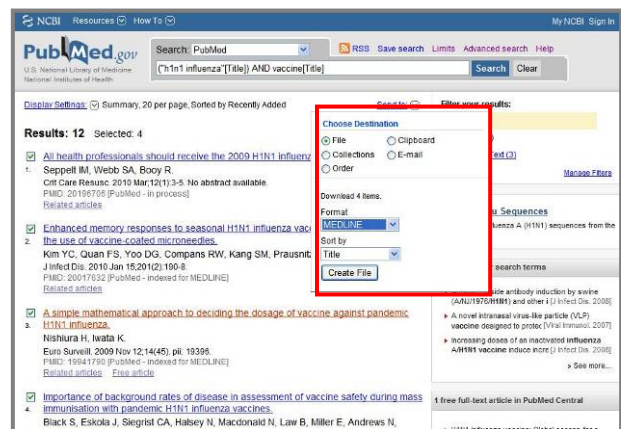 NCBI Resources How To My NCBI Sign In
PubMed.gov
U.S. National Library of Medicine
National Institutes of Health
Search: PubMed
RSS Save search Limits Advanced search Help
("h1n1 influenza"[Title]) AND vaccine[Title]
Search Clear
Display Settings: Summary, 20 per page, Sorted by Recently Added
Send to:
Filter your results:
Results: 12 Selected: 4
1. All health professionals should receive the 2009 H1N1 influenz
Seppelt IM, Webb SA, Booy R.
Crit Care Resusc. 2010 Mar;12(1):3-5. No abstract available.
PMID: 20196706 [PubMed - in process]
Related articles
2. Enhanced memory responses to seasonal H1N1 influenza vac
the use of vaccine-coated microneedles.
Kim YC, Quan FS, Yoo DG, Compans RW, Kang SM, Prausnit
J Infect Dis. 2010 Jan 15;201(2):190-8.
PMID: 20017632 [PubMed - indexed for MEDLINE]
Related articles
3. A simple mathematical approach to deciding the dosage of vaccine against pandemic
H1N1 influenza.
Nishiura H, Iwata K.
Euro Surveill. 2009 Nov 12;14(45). pii: 19396.
PMID: 19941790 [PubMed - indexed for MEDLINE]
Related articles Free article
4. Importance of background rates of disease in assessment of vaccine safety during mass
immunisation with pandemic H1N1 influenza vaccines.
Black S, Eskola J, Siegrist CA, Halsey N, Macdonald N, Law B, Miller E, Andrews N,
Choose Destination
File Clipboard
Collections E-mail
Order
Download 4 items.
Format
MEDLINE
Sort by
Title
Create File
Text (3)
Manage Filters
u Sequences
fluenza A (H1N1) sequences from the
search terms
side antibody induction by swine
(A/NJ/1976/H1N1) and other i [J Infect Dis. 2008]
A novel intranasal virus-like particle (VLP)
vaccine designed to protec [Viral Immunol. 2007]
Increasing doses of an inactivated influenza
A/H1N1 vaccine induce incre [J Infect Dis. 2008]
» See more...
1 free full-text article in PubMed Central